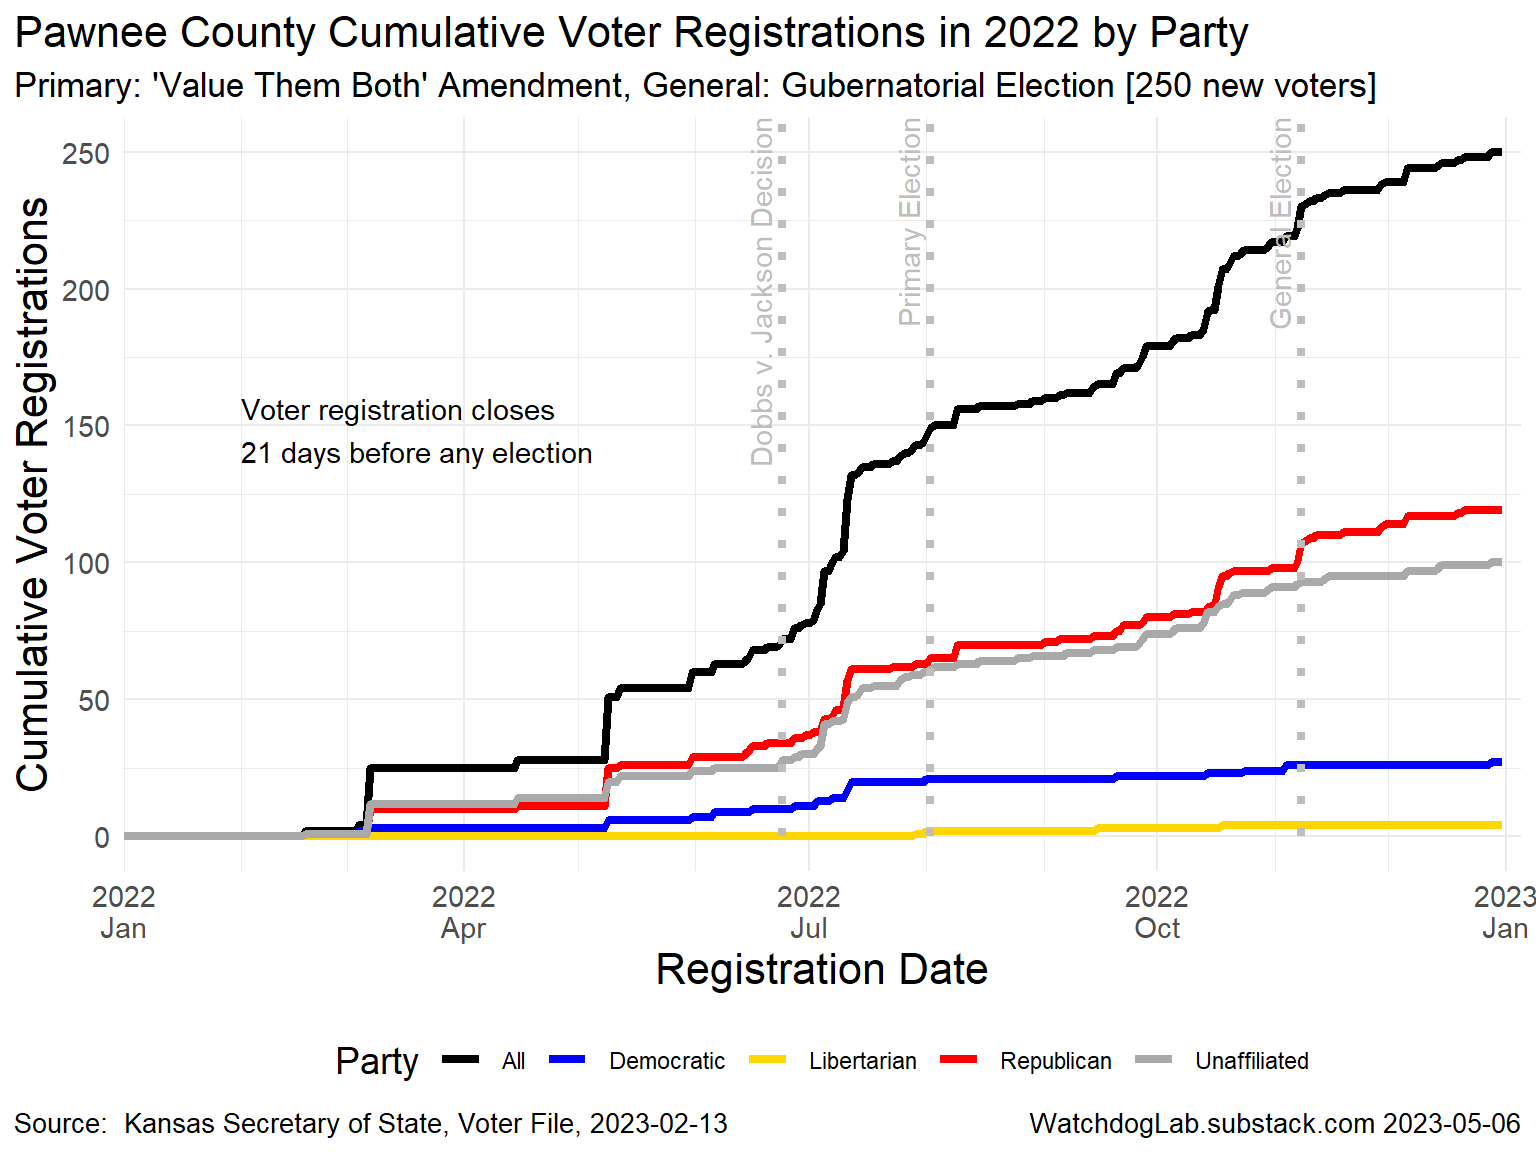 Pawnee County Cumulative Voter Registrations in 2022 by Party
Primary: 'Value Them Both' Amendment, General: Gubernatorial Election [250 new voters]
Cumulative Voter Registrations
250
200
150
100
50
0
Dobbs v. Jackson Decision
Primary Election
General Election
Voter registration closes
21 days before any election
2022 2022 2022 2022 2023
Jan Apr Jul Oct Jan
Registration Date
Party All Democratic Libertarian Republican Unaffiliated
Source:  Kansas Secretary of State, Voter File, 2023-02-13
WatchdogLab.substack.com 2023-05-06